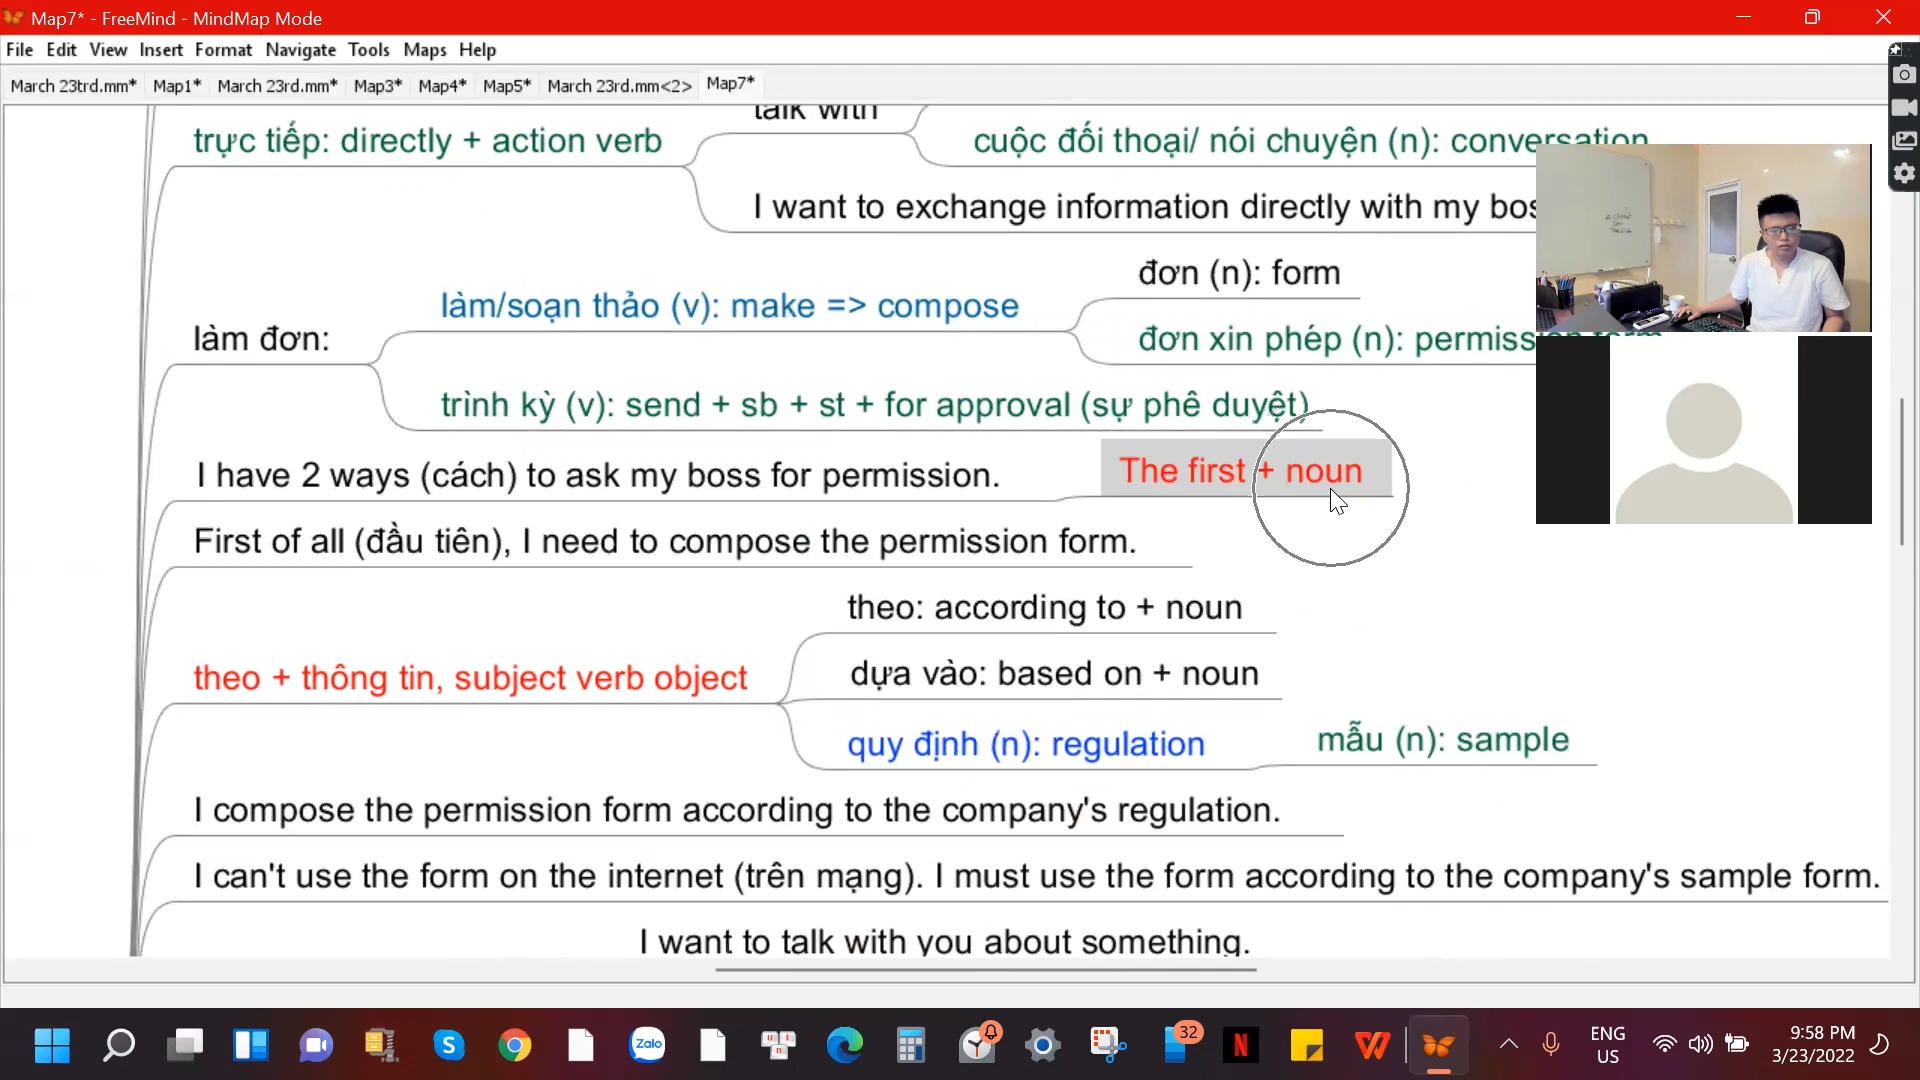 Map7* - FreeMind - MindMap Mode
File Edit View Insert Format Navigate Tools Maps Help
March 23trd.mm* Map1* March 23rd.mm* Map3* Map4* Map5* March 23rd.mm<2> Map7*
talk with
trực tiếp: directly + action verb
cuộc đối thoại/ nói chuyện (n): conversation
I want to exchange information directly with my bos
đơn (n): form
làm/soạn thảo (v): make => compose
làm đơn:
đơn xin phép (n): permission form
trình kỳ (v): send + sb + st + for approval (sự phê duyệt)
I have 2 ways (cách) to ask my boss for permission.
The first + noun
First of all (đầu tiên), I need to compose the permission form.
theo: according to + noun
theo + thông tin, subject verb object
dựa vào: based on + noun
quy định (n): regulation
mẫu (n): sample
I compose the permission form according to the company's regulation.
I can't use the form on the internet (trên mạng). I must use the form according to the company's sample form.
I want to talk with you about something.
Zalo
32
ENG
US
9:58 PM
3/23/2022